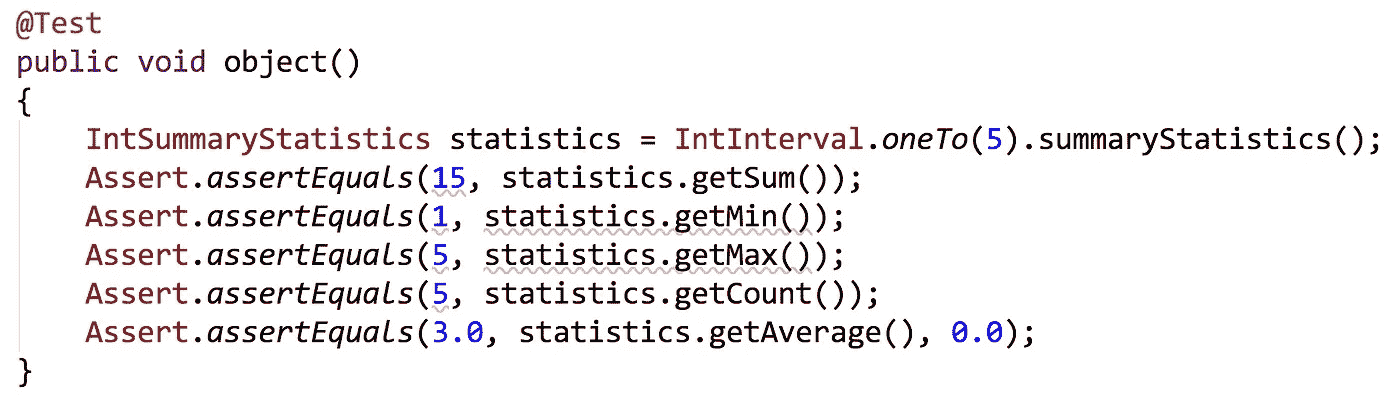 @Test
public void object()
{
    IntSummaryStatistics statistics = IntInterval.oneTo(5).summaryStatistics();
    Assert.assertEquals(15, statistics.getSum());
    Assert.assertEquals(1, statistics.getMin());
    Assert.assertEquals(5, statistics.getMax());
    Assert.assertEquals(5, statistics.getCount());
    Assert.assertEquals(3.0, statistics.getAverage(), 0.0);
}